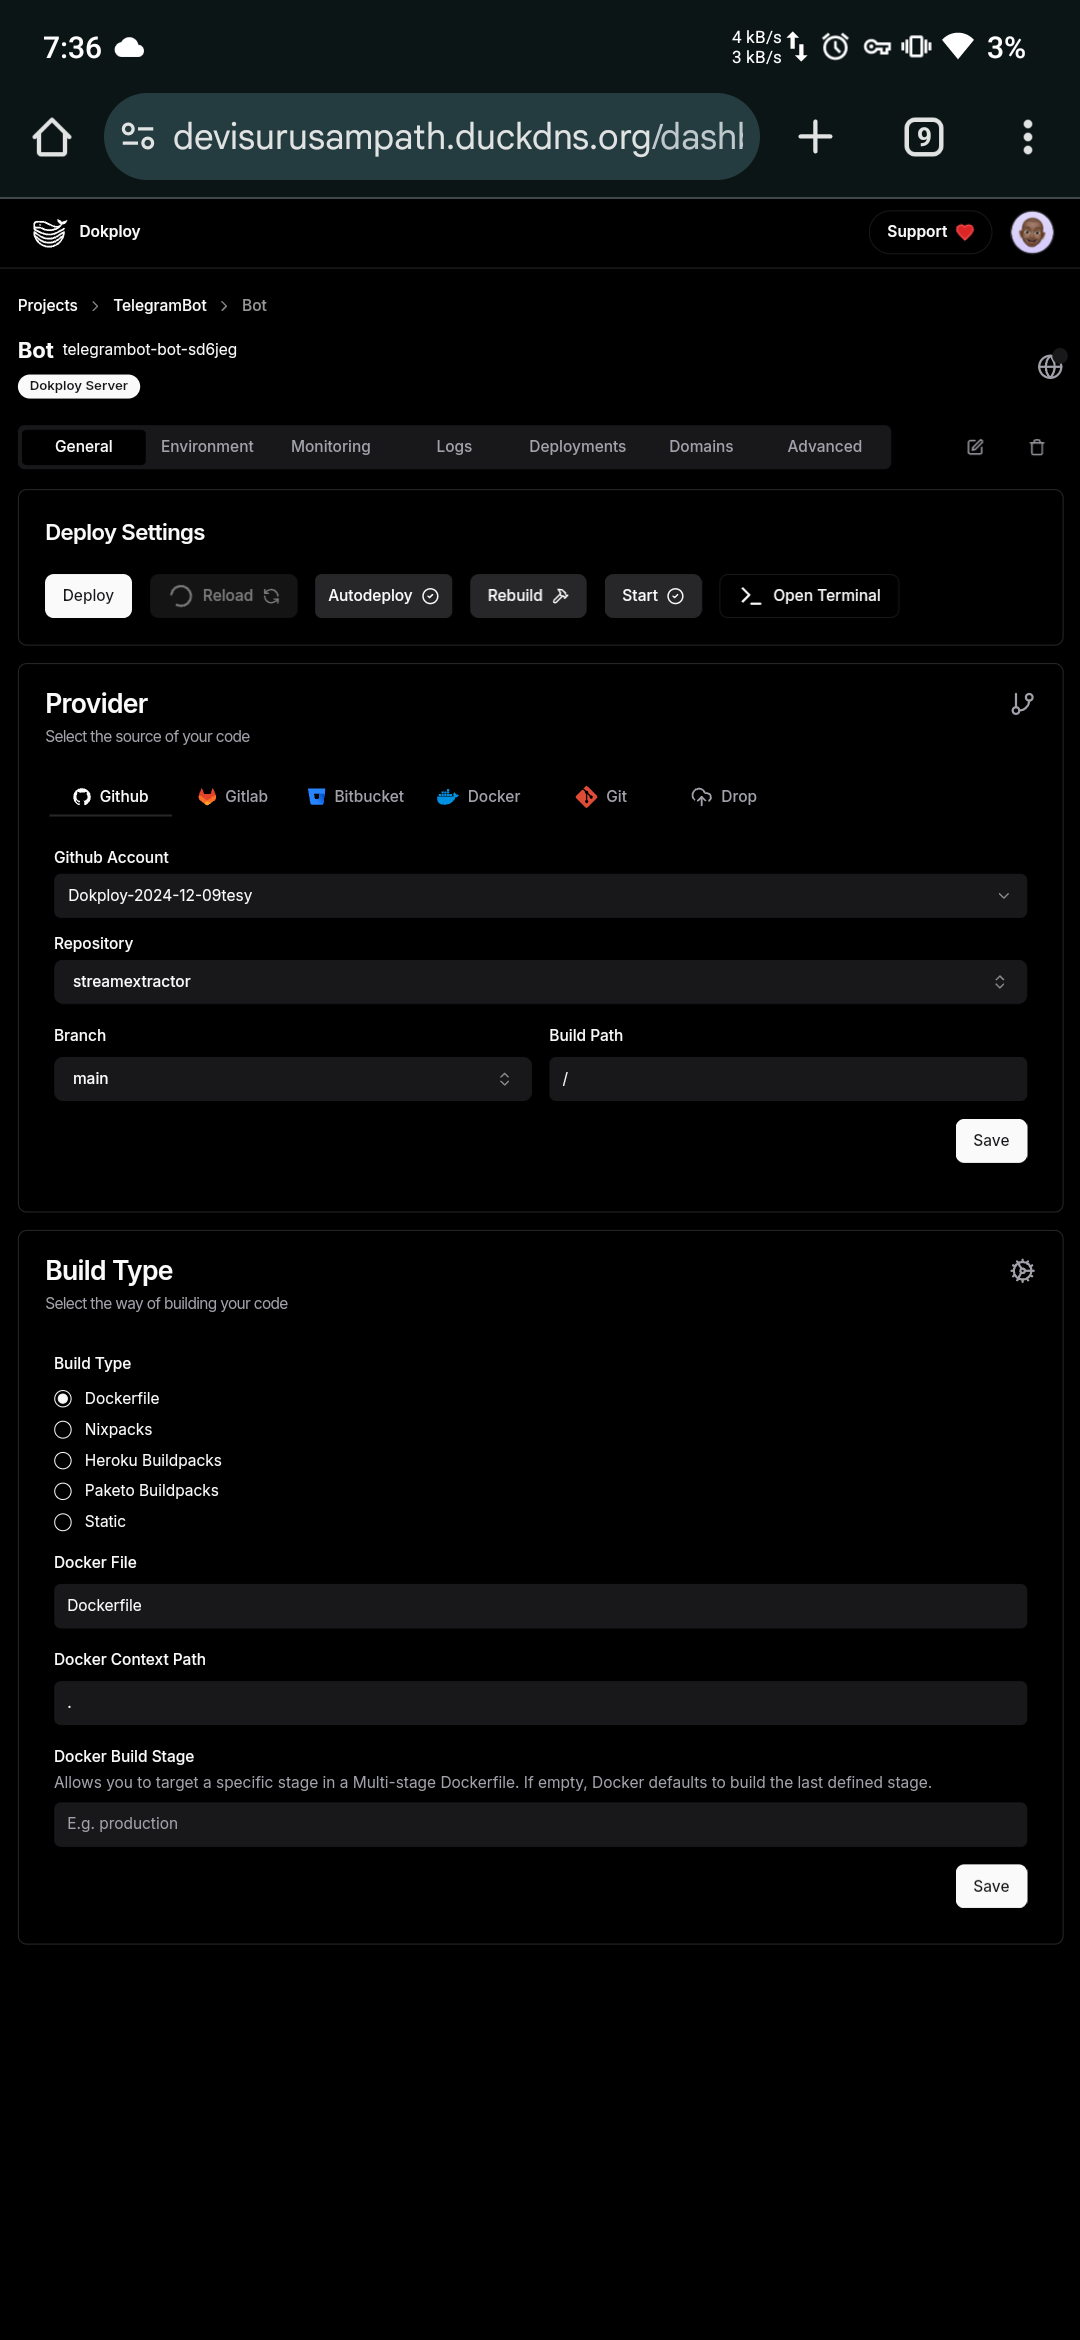 7:36
4 kB/s
3 kB/s
3%
devisurusampath.duckdns.org/dash
9
Dokploy
Support
Projects > TelegramBot > Bot
Bot telegrambot-bot-sd6jeg
Dokploy Server
General Environment Monitoring Logs Deployments Domains Advanced
Deploy Settings
Deploy Reload Autodeploy Rebuild Start Open Terminal
Provider
Select the source of your code
Github Gitlab Bitbucket Docker Git Drop
Github Account
Dokploy-2024-12-09tesy
Repository
streamextractor
Branch Build Path
main /
Save
Build Type
Select the way of building your code
Build Type
Dockerfile
Nixpacks
Heroku Buildpacks
Paketo Buildpacks
Static
Docker File
Dockerfile
Docker Context Path
.
Docker Build Stage
Allows you to target a specific stage in a Multi-stage Dockerfile. If empty, Docker defaults to build the last defined stage.
E.g. production
Save